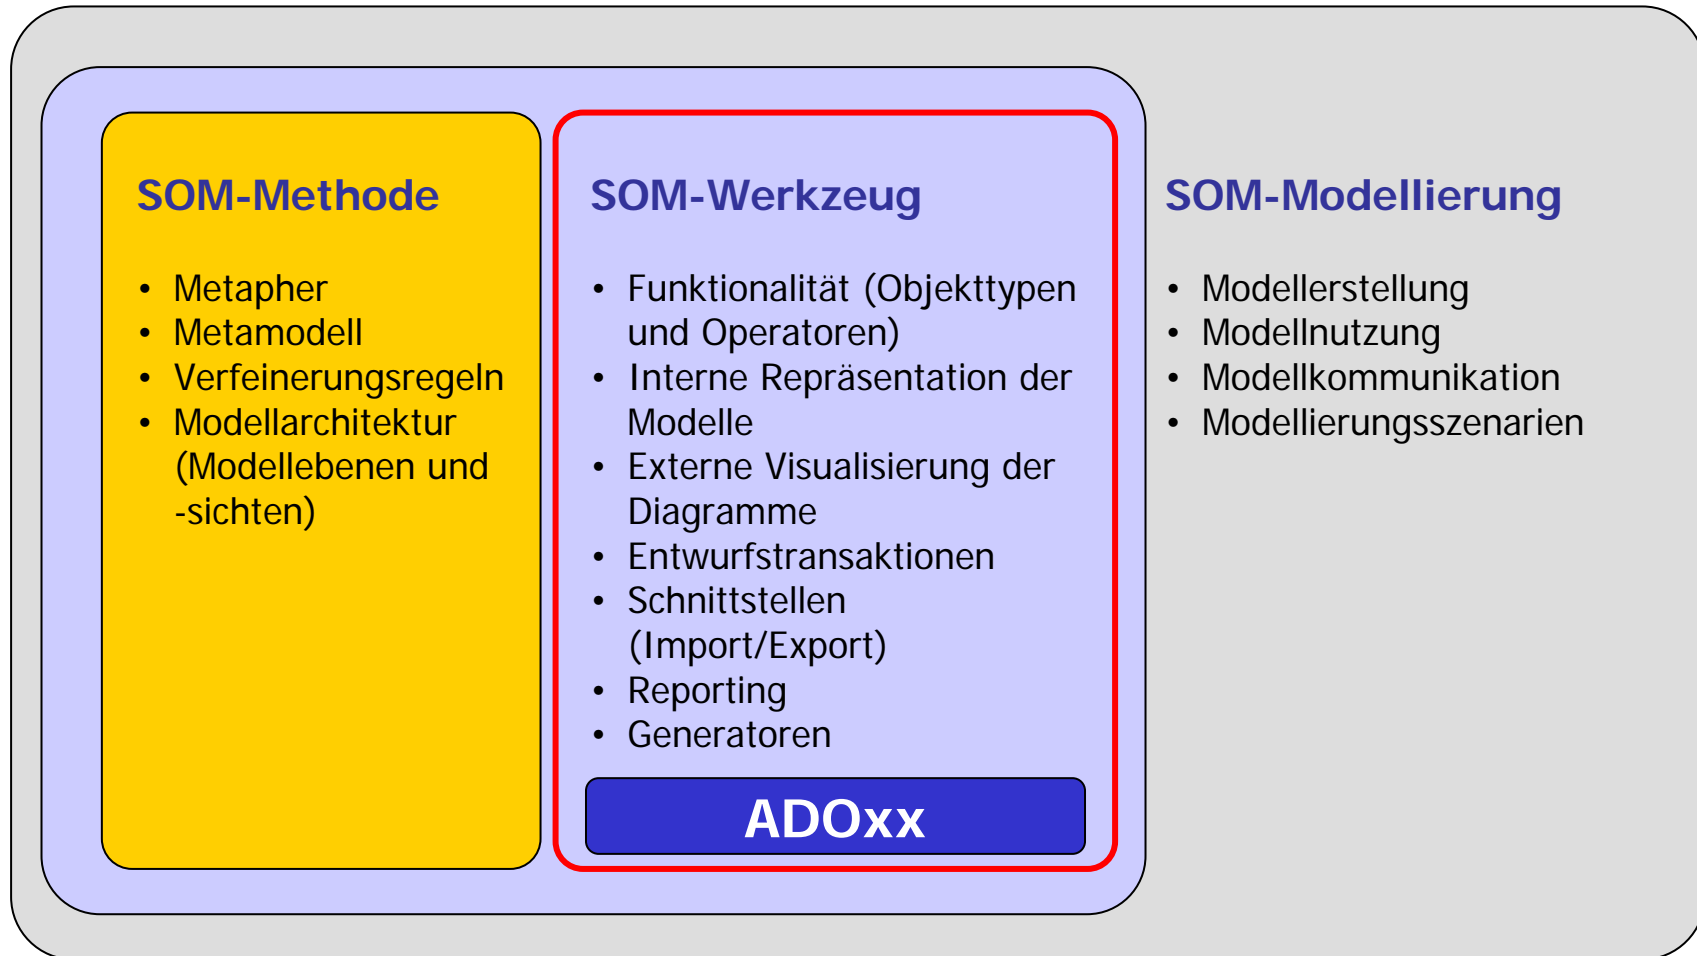 SOM-Methode
• Metapher
• Metamodell
• Verfeinerungsregeln
• Modellarchitektur
(Modellebenen und
-sichten)
SOM-Werkzeug
• Funktionalität (Objekttypen
und Operatoren)
• Interne Repräsentation der
Modelle
• Externe Visualisierung der
Diagramme
• Entwurfstransaktionen
• Schnittstellen
(Import/Export)
• Reporting
• Generatoren
ADOxx
SOM-Modellierung
• Modellerstellung
• Modellnutzung
• Modellkommunikation
• Modellierungsszenarien